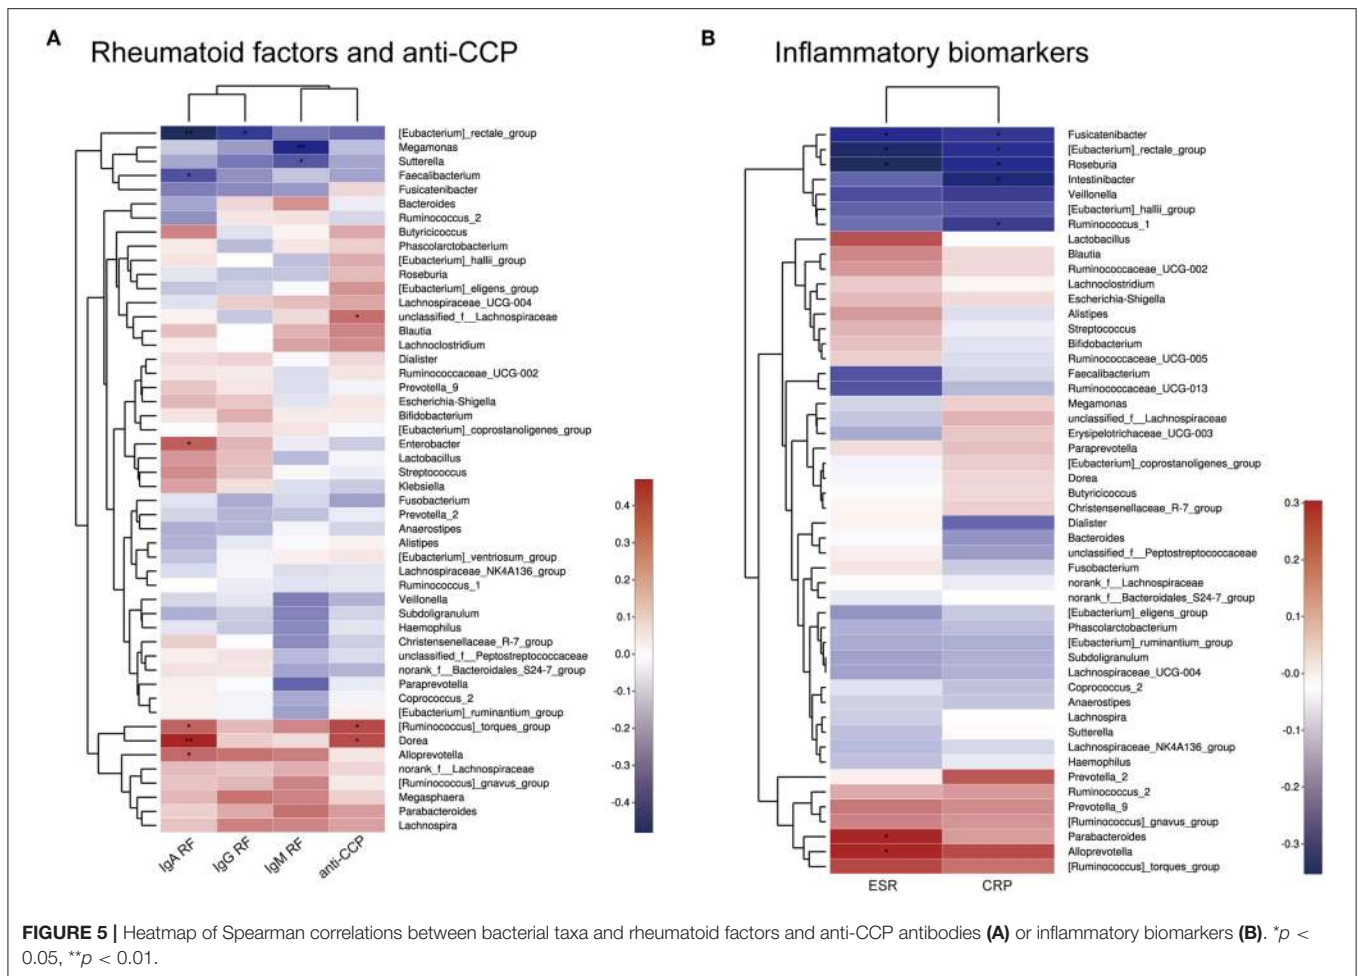 A
Rheumatoid factors and anti-CCP
[Eubacterium]_rectale_group
Megamonas
Sutterella
Faecalibacterium
Fusicatenibacter
Bacteroides
Ruminococcus_2
Butyricicoccus
Phascolarctobacterium
[Eubacterium]_hallii_group
Roseburia
[Eubacterium]_eligens_group
Lachnospiraceae_UCG-004
unclassified_f__Lachnospiraceae
Blautia
Lachnoclostridium
Dialister
Ruminococcaceae_UCG-002
Prevotella_9
Escherichia-Shigella
Bifidobacterium
[Eubacterium]_coprostanoligenes_group
Enterobacter
Lactobacillus
Streptococcus
Klebsiella
Fusobacterium
Prevotella_2
Anaerostipes
Alistipes
[Eubacterium]_ventriosum_group
Lachnospiraceae_NK4A136_group
Ruminococcus_1
Veillonella
Subdoligranulum
Haemophilus
Christensenellaceae_R-7_group
unclassified_f__Peptostreptococcaceae
norank_f__Bacteroidales_S24-7_group
Paraprevotella
Coprococcus_2
[Eubacterium]_ruminantium_group
[Ruminococcus]_torques_group
Dorea
Alloprevotella
norank_f__Lachnospiraceae
[Ruminococcus]_gnavus_group
Megasphaera
Parabacteroides
Lachnospira
IgA RF
IgG RF
IgM RF
anti-CCP
0.4
0.3
0.2
0.1
0.0
-0.1
-0.2
-0.3
-0.4
B
Inflammatory biomarkers
Fusicatenibacter
[Eubacterium]_rectale_group
Roseburia
Intestinibacter
Veillonella
[Eubacterium]_hallii_group
Ruminococcus_1
Lactobacillus
Blautia
Ruminococcaceae_UCG-002
Lachnoclostridium
Escherichia-Shigella
Alistipes
Streptococcus
Bifidobacterium
Ruminococcaceae_UCG-005
Faecalibacterium
Ruminococcaceae_UCG-013
Megamonas
unclassified_f__Lachnospiraceae
Erysipelotrichaceae_UCG-003
Paraprevotella
[Eubacterium]_coprostanoligenes_group
Dorea
Butyricicoccus
Christensenellaceae_R-7_group
Dialister
Bacteroides
unclassified_f__Peptostreptococcaceae
Fusobacterium
norank_f__Lachnospiraceae
norank_f__Bacteroidales_S24-7_group
[Eubacterium]_eligens_group
Phascolarctobacterium
[Eubacterium]_ruminantium_group
Subdoligranulum
Lachnospiraceae_UCG-004
Coprococcus_2
Anaerostipes
Lachnospira
Sutterella
Lachnospiraceae_NK4A136_group
Haemophilus
Prevotella_2
Ruminococcus_2
Prevotella_9
[Ruminococcus]_gnavus_group
Parabacteroides
Alloprevotella
[Ruminococcus]_torques_group
ESR
CRP
0.3
0.2
0.1
-0.0
-0.1
-0.2
-0.3
FIGURE 5 | Heatmap of Spearman correlations between bacterial taxa and rheumatoid factors and anti-CCP antibodies (A) or inflammatory biomarkers (B). *p <
0.05, **p < 0.01.